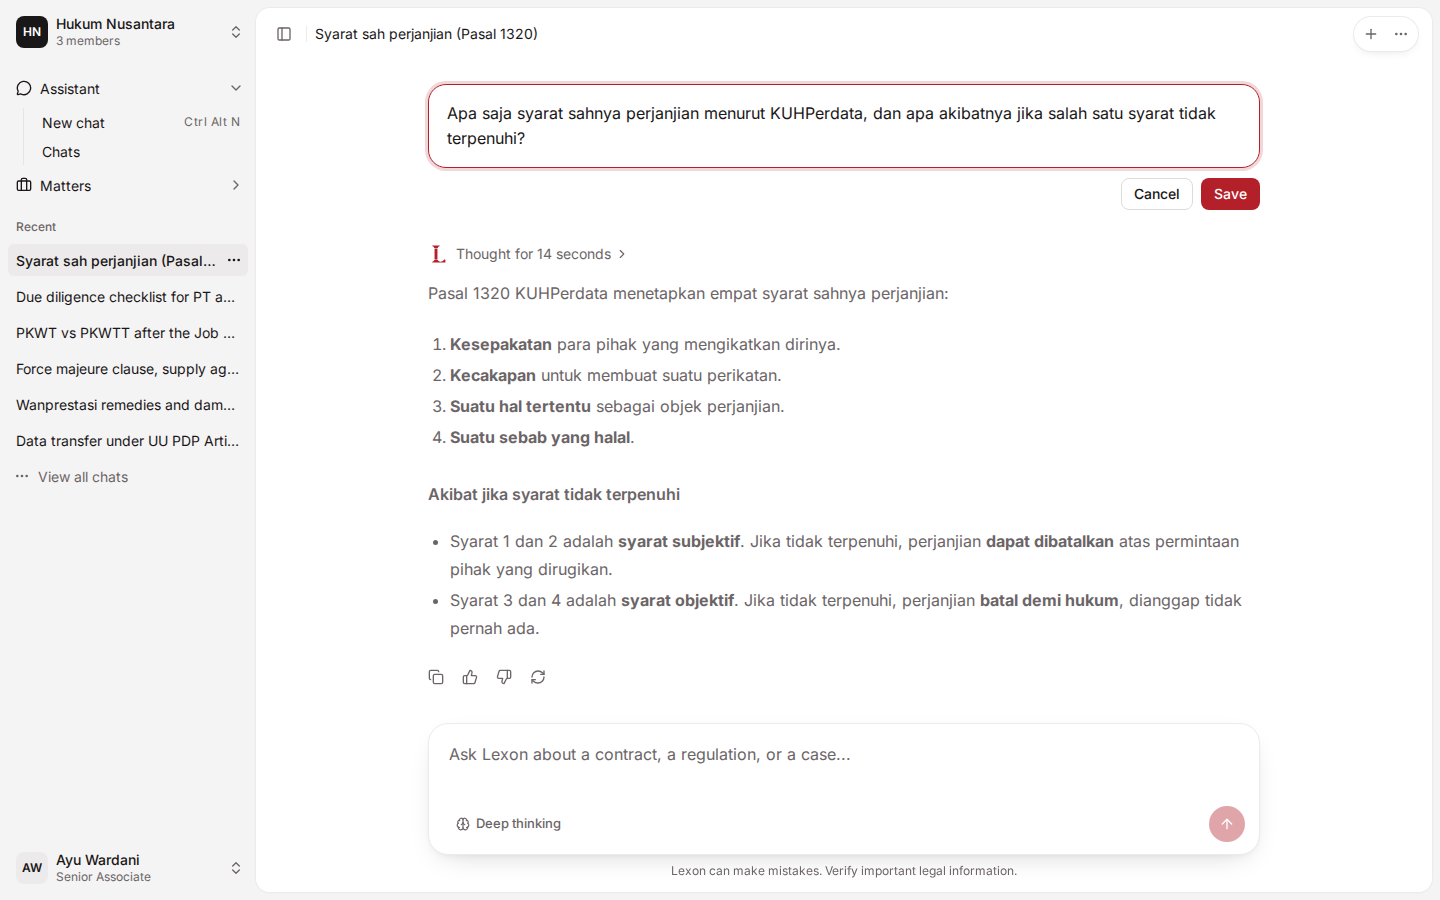 HN
Hukum Nusantara
3 members
Assistant
New chat
Ctrl Alt N
Chats
Matters
Recent
Syarat sah perjanjian (Pasal...
Due diligence checklist for PT a...
PKWT vs PKWTT after the Job ...
Force majeure clause, supply ag...
Wanprestasi remedies and dam...
Data transfer under UU PDP Arti...
View all chats
AW
Ayu Wardani
Senior Associate
Syarat sah perjanjian (Pasal 1320)
Apa saja syarat sahnya perjanjian menurut KUHPerdata, dan apa akibatnya jika salah satu syarat tidak
terpenuhi?
Cancel
Save
L
Thought for 14 seconds
Pasal 1320 KUHPerdata menetapkan empat syarat sahnya perjanjian:
1. Kesepakatan para pihak yang mengikatkan dirinya.
2. Kecakapan untuk membuat suatu perikatan.
3. Suatu hal tertentu sebagai objek perjanjian.
4. Suatu sebab yang halal.
Akibat jika syarat tidak terpenuhi
• Syarat 1 dan 2 adalah syarat subjektif. Jika tidak terpenuhi, perjanjian dapat dibatalkan atas permintaan
pihak yang dirugikan.
• Syarat 3 dan 4 adalah syarat objektif. Jika tidak terpenuhi, perjanjian batal demi hukum, dianggap tidak
pernah ada.
Ask Lexon about a contract, a regulation, or a case...
Deep thinking
Lexon can make mistakes. Verify important legal information.